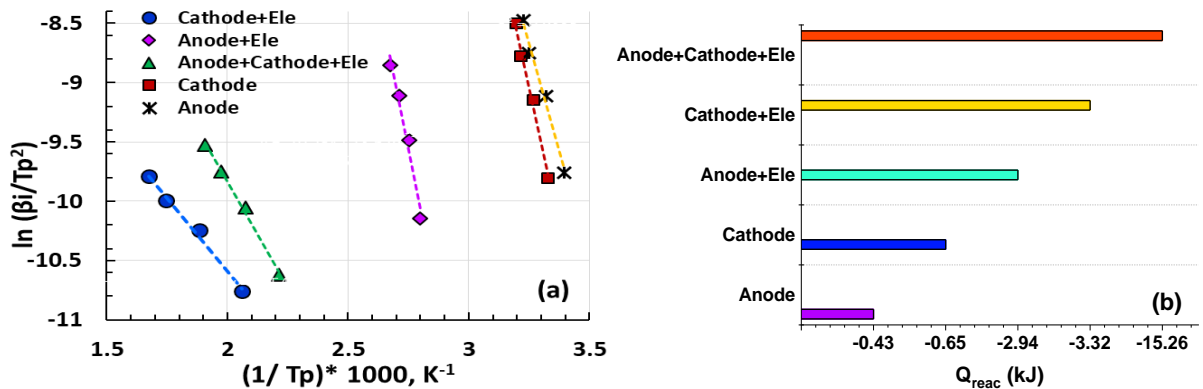 Cathode+Ele
Anode+Ele
Anode+Cathode+Ele
Cathode
Anode
-8.5
-9
-9.5
-10
-10.5
-11
ln (βi/Tp²)
(a)
1.5 2 2.5 3 3.5
(1/ Tp)* 1000, K⁻¹
Anode+Cathode+Ele
Cathode+Ele
Anode+Ele
Cathode
Anode
(b)
-0.43 -0.65 -2.94 -3.32 -15.26
Qreac (kJ)